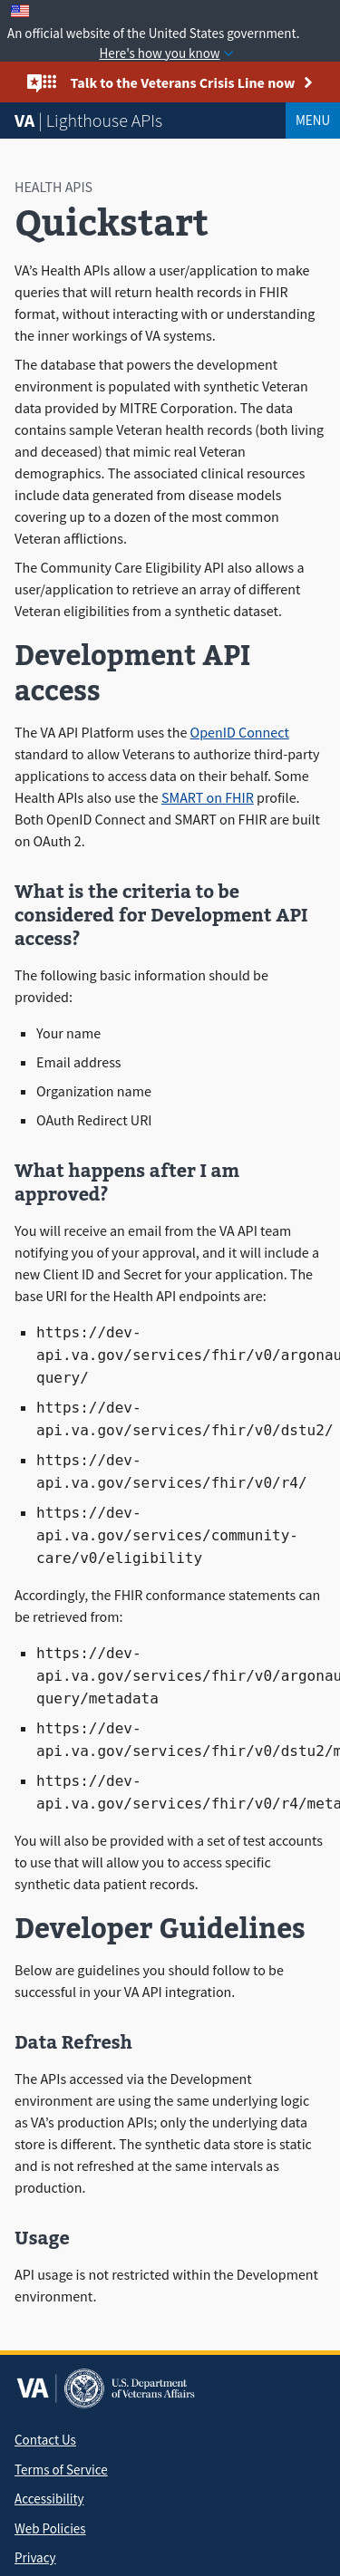 An official website of the United States government.
Here's how you know
Talk to the Veterans Crisis Line now
VA | Lighthouse APIs
MENU
HEALTH APIS
Quickstart
VA's Health APIs allow a user/application to make
queries that will return health records in FHIR
format, without interacting with or understanding
the inner workings of VA systems.
The database that powers the development
environment is populated with synthetic Veteran
data provided by MITRE Corporation. The data
contains sample Veteran health records (both living
and deceased) that mimic real Veteran
demographics. The associated clinical resources
include data generated from disease models
covering up to a dozen of the most common
Veteran afflictions.
The Community Care Eligibility API also allows a
user/application to retrieve an array of different
Veteran eligibilities from a synthetic dataset.
Development API
access
The VA API Platform uses the OpenID Connect
standard to allow Veterans to authorize third-party
applications to access data on their behalf. Some
Health APIs also use the SMART on FHIR profile.
Both OpenID Connect and SMART on FHIR are built
on OAuth 2.
What is the criteria to be
considered for Development API
access?
The following basic information should be
provided:
Your name
Email address
Organization name
OAuth Redirect URI
What happens after I am
approved?
You will receive an email from the VA API team
notifying you of your approval, and it will include a
new Client ID and Secret for your application. The
base URI for the Health API endpoints are:
https://dev-
api.va.gov/services/fhir/v0/argonau
query/
https://dev-
api.va.gov/services/fhir/v0/dstu2/
https://dev-
api.va.gov/services/fhir/v0/r4/
https://dev-
api.va.gov/services/community-
care/v0/eligibility
Accordingly, the FHIR conformance statements can
be retrieved from:
https://dev-
api.va.gov/services/fhir/v0/argonau
query/metadata
https://dev-
api.va.gov/services/fhir/v0/dstu2/m
https://dev-
api.va.gov/services/fhir/v0/r4/meta
You will also be provided with a set of test accounts
to use that will allow you to access specific
synthetic data patient records.
Developer Guidelines
Below are guidelines you should follow to be
successful in your VA API integration.
Data Refresh
The APIs accessed via the Development
environment are using the same underlying logic
as VA's production APIs; only the underlying data
store is different. The synthetic data store is static
and is not refreshed at the same intervals as
production.
Usage
API usage is not restricted within the Development
environment.
VA | U.S. Department
of Veterans Affairs
Contact Us
Terms of Service
Accessibility
Web Policies
Privacy